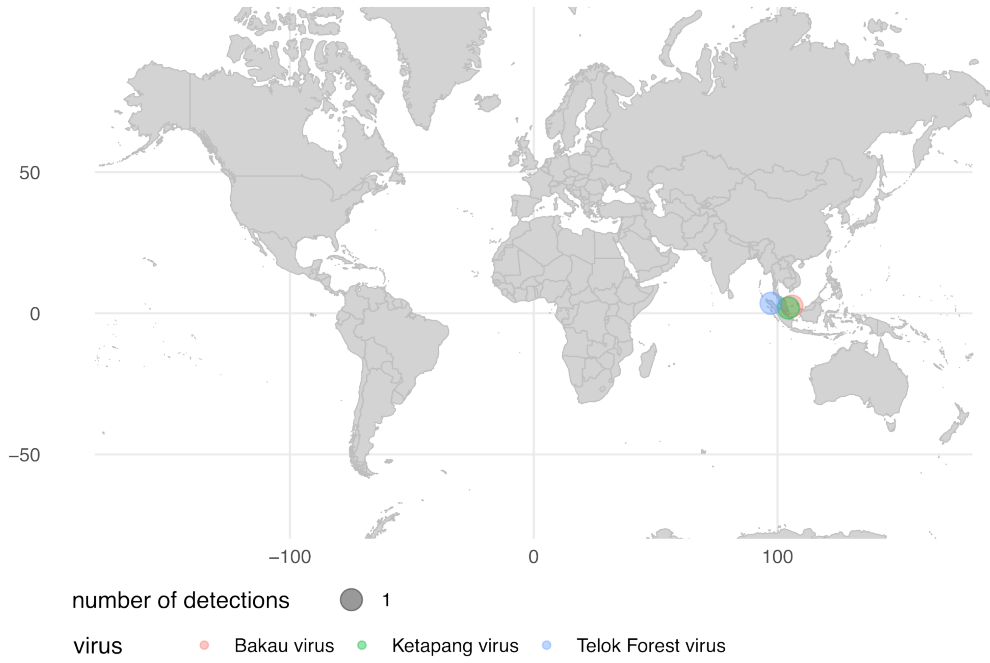 50
0
−50
−100 0 100
number of detections 1
virus Bakau virus Ketapang virus Telok Forest virus